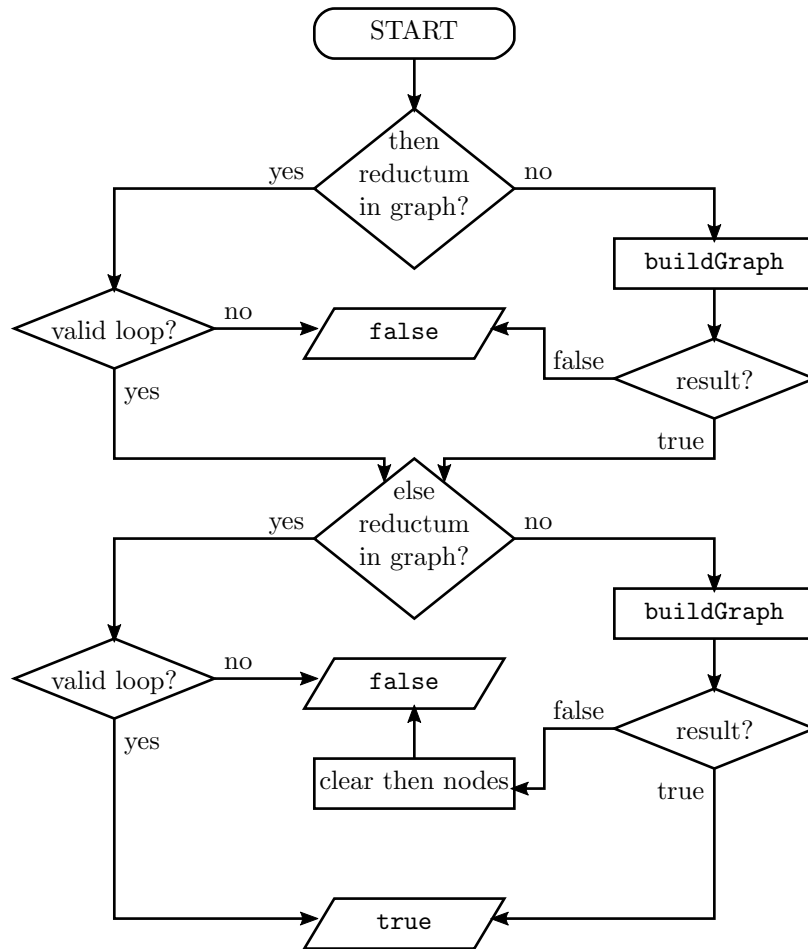 START
then
reductum
in graph?
yes
no
buildGraph
valid loop?
no
false
false
result?
yes
true
else
reductum
in graph?
yes
no
buildGraph
valid loop?
no
false
false
result?
yes
clear then nodes
true
true